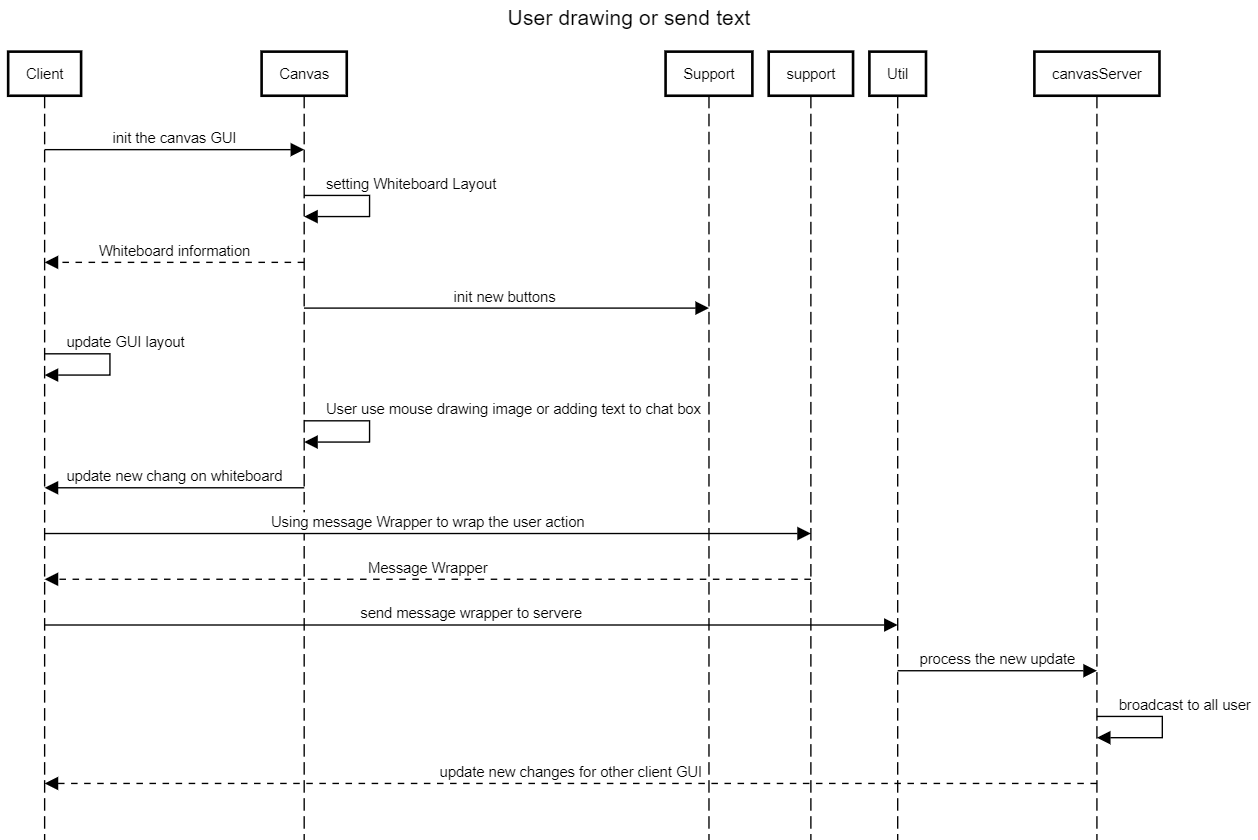 User drawing or send text
Client
Canvas
Support
support
Util
canvasServer
init the canvas GUI
setting Whiteboard Layout
Whiteboard information
init new buttons
update GUI layout
User use mouse drawing image or adding text to chat box
update new chang on whiteboard
Using message Wrapper to wrap the user action
Message Wrapper
send message wrapper to servere
process the new update
broadcast to all user
update new changes for other client GUI